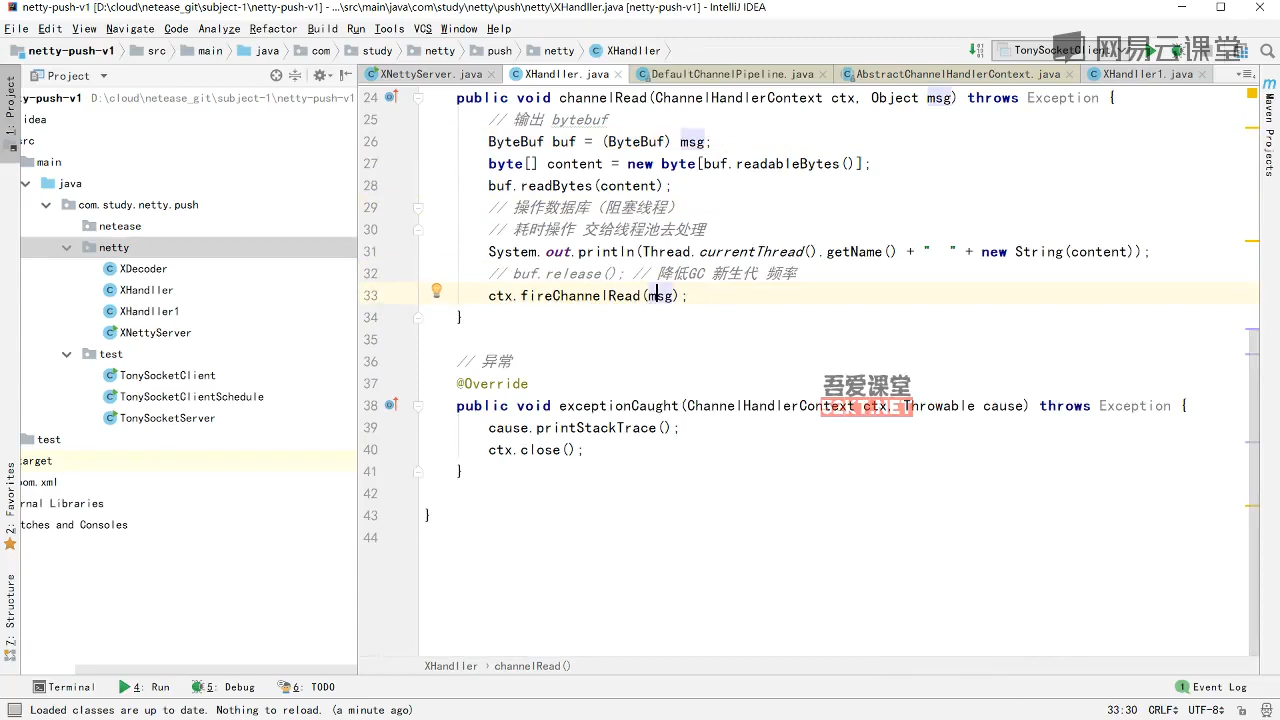 netty-push-v1 [D:\cloud\netease_git\subject-1\netty-push-v1] - ...\src\main\java\com\study\netty\push\netty\XHandller.java [netty-push-v1] - IntelliJ IDEA
File Edit View Navigate Code Analyze Refactor Build Run Tools VCS Window Help
netty-push-v1 src main java com study netty push netty XHandller
TonySocketClient
网易云课堂
Project
XNettyServer.java XHandller.java DefaultChannelPipeline.java AbstractChannelHandlerContext.java XHandller1.java
1: Project
Maven Projects
tty-push-v1 D:\cloud\netease_git\subject-1\netty-push-v1
idea
src
main
java
com.study.netty.push
netease
netty
XDecoder
XHandller
XHandller1
XNettyServer
test
TonySocketClient
TonySocketClientSchedule
TonySocketServer
test
target
pom.xml
rnal Libraries
tches and Consoles
2: Favorites
7: Structure
24 public void channelRead(ChannelHandlerContext ctx, Object msg) throws Exception {
25 // 输出 bytebuf
26 ByteBuf buf = (ByteBuf) msg;
27 byte[] content = new byte[buf.readableBytes()];
28 buf.readBytes(content);
29 // 操作数据库（阻塞线程）
30 // 耗时操作 交给线程池去处理
31 System.out.println(Thread.currentThread().getName() + "  " + new String(content));
32 // buf.release(); // 降低GC 新生代 频率
33 ctx.fireChannelRead(msg);
34 }
35
36 // 异常
37 @Override
吾爱课堂
38 public void exceptionCaught(ChannelHandlerContext ctx, Throwable cause) throws Exception {
39 cause.printStackTrace();
40 ctx.close();
41 }
42
43 }
44
XHandller › channelRead()
Terminal 4: Run 5: Debug 6: TODO 1 Event Log
Loaded classes are up to date. Nothing to reload. (a minute ago) 33:30 CRLF UTF-8